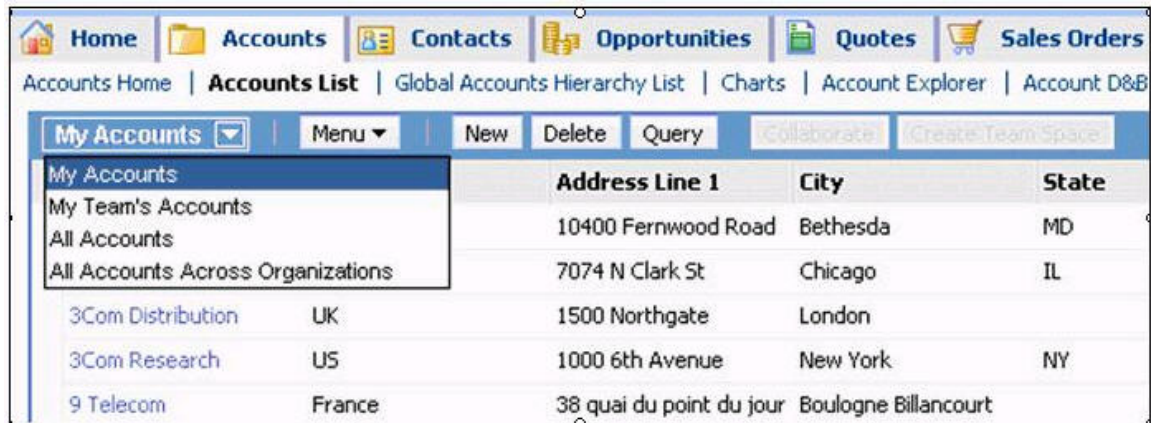 Home Accounts Contacts Opportunities Quotes Sales Orders
Accounts Home | Accounts List | Global Accounts Hierarchy List | Charts | Account Explorer | Account D&B
My Accounts Menu New Delete Query Collaborate Create Team Space
My Accounts Address Line 1 City State
My Team's Accounts 10400 Fernwood Road Bethesda MD
All Accounts
All Accounts Across Organizations 7074 N Clark St Chicago IL
3Com Distribution UK 1500 Northgate London
3Com Research US 1000 6th Avenue New York NY
9 Telecom France 38 quai du point du jour Boulogne Billancourt